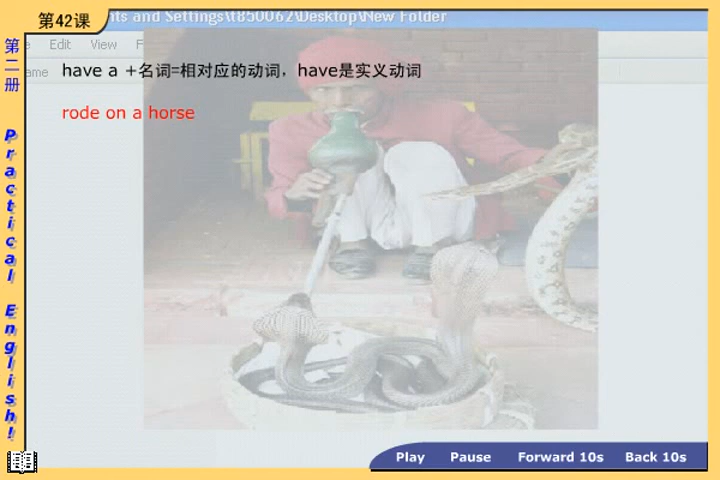 第42课
nts and Settings\t850062\Desktop\New Folder
Edit View
have a +名词=相对应的动词，have是实义动词
rode on a horse
第二册
Practical English!
Play Pause Forward 10s Back 10s